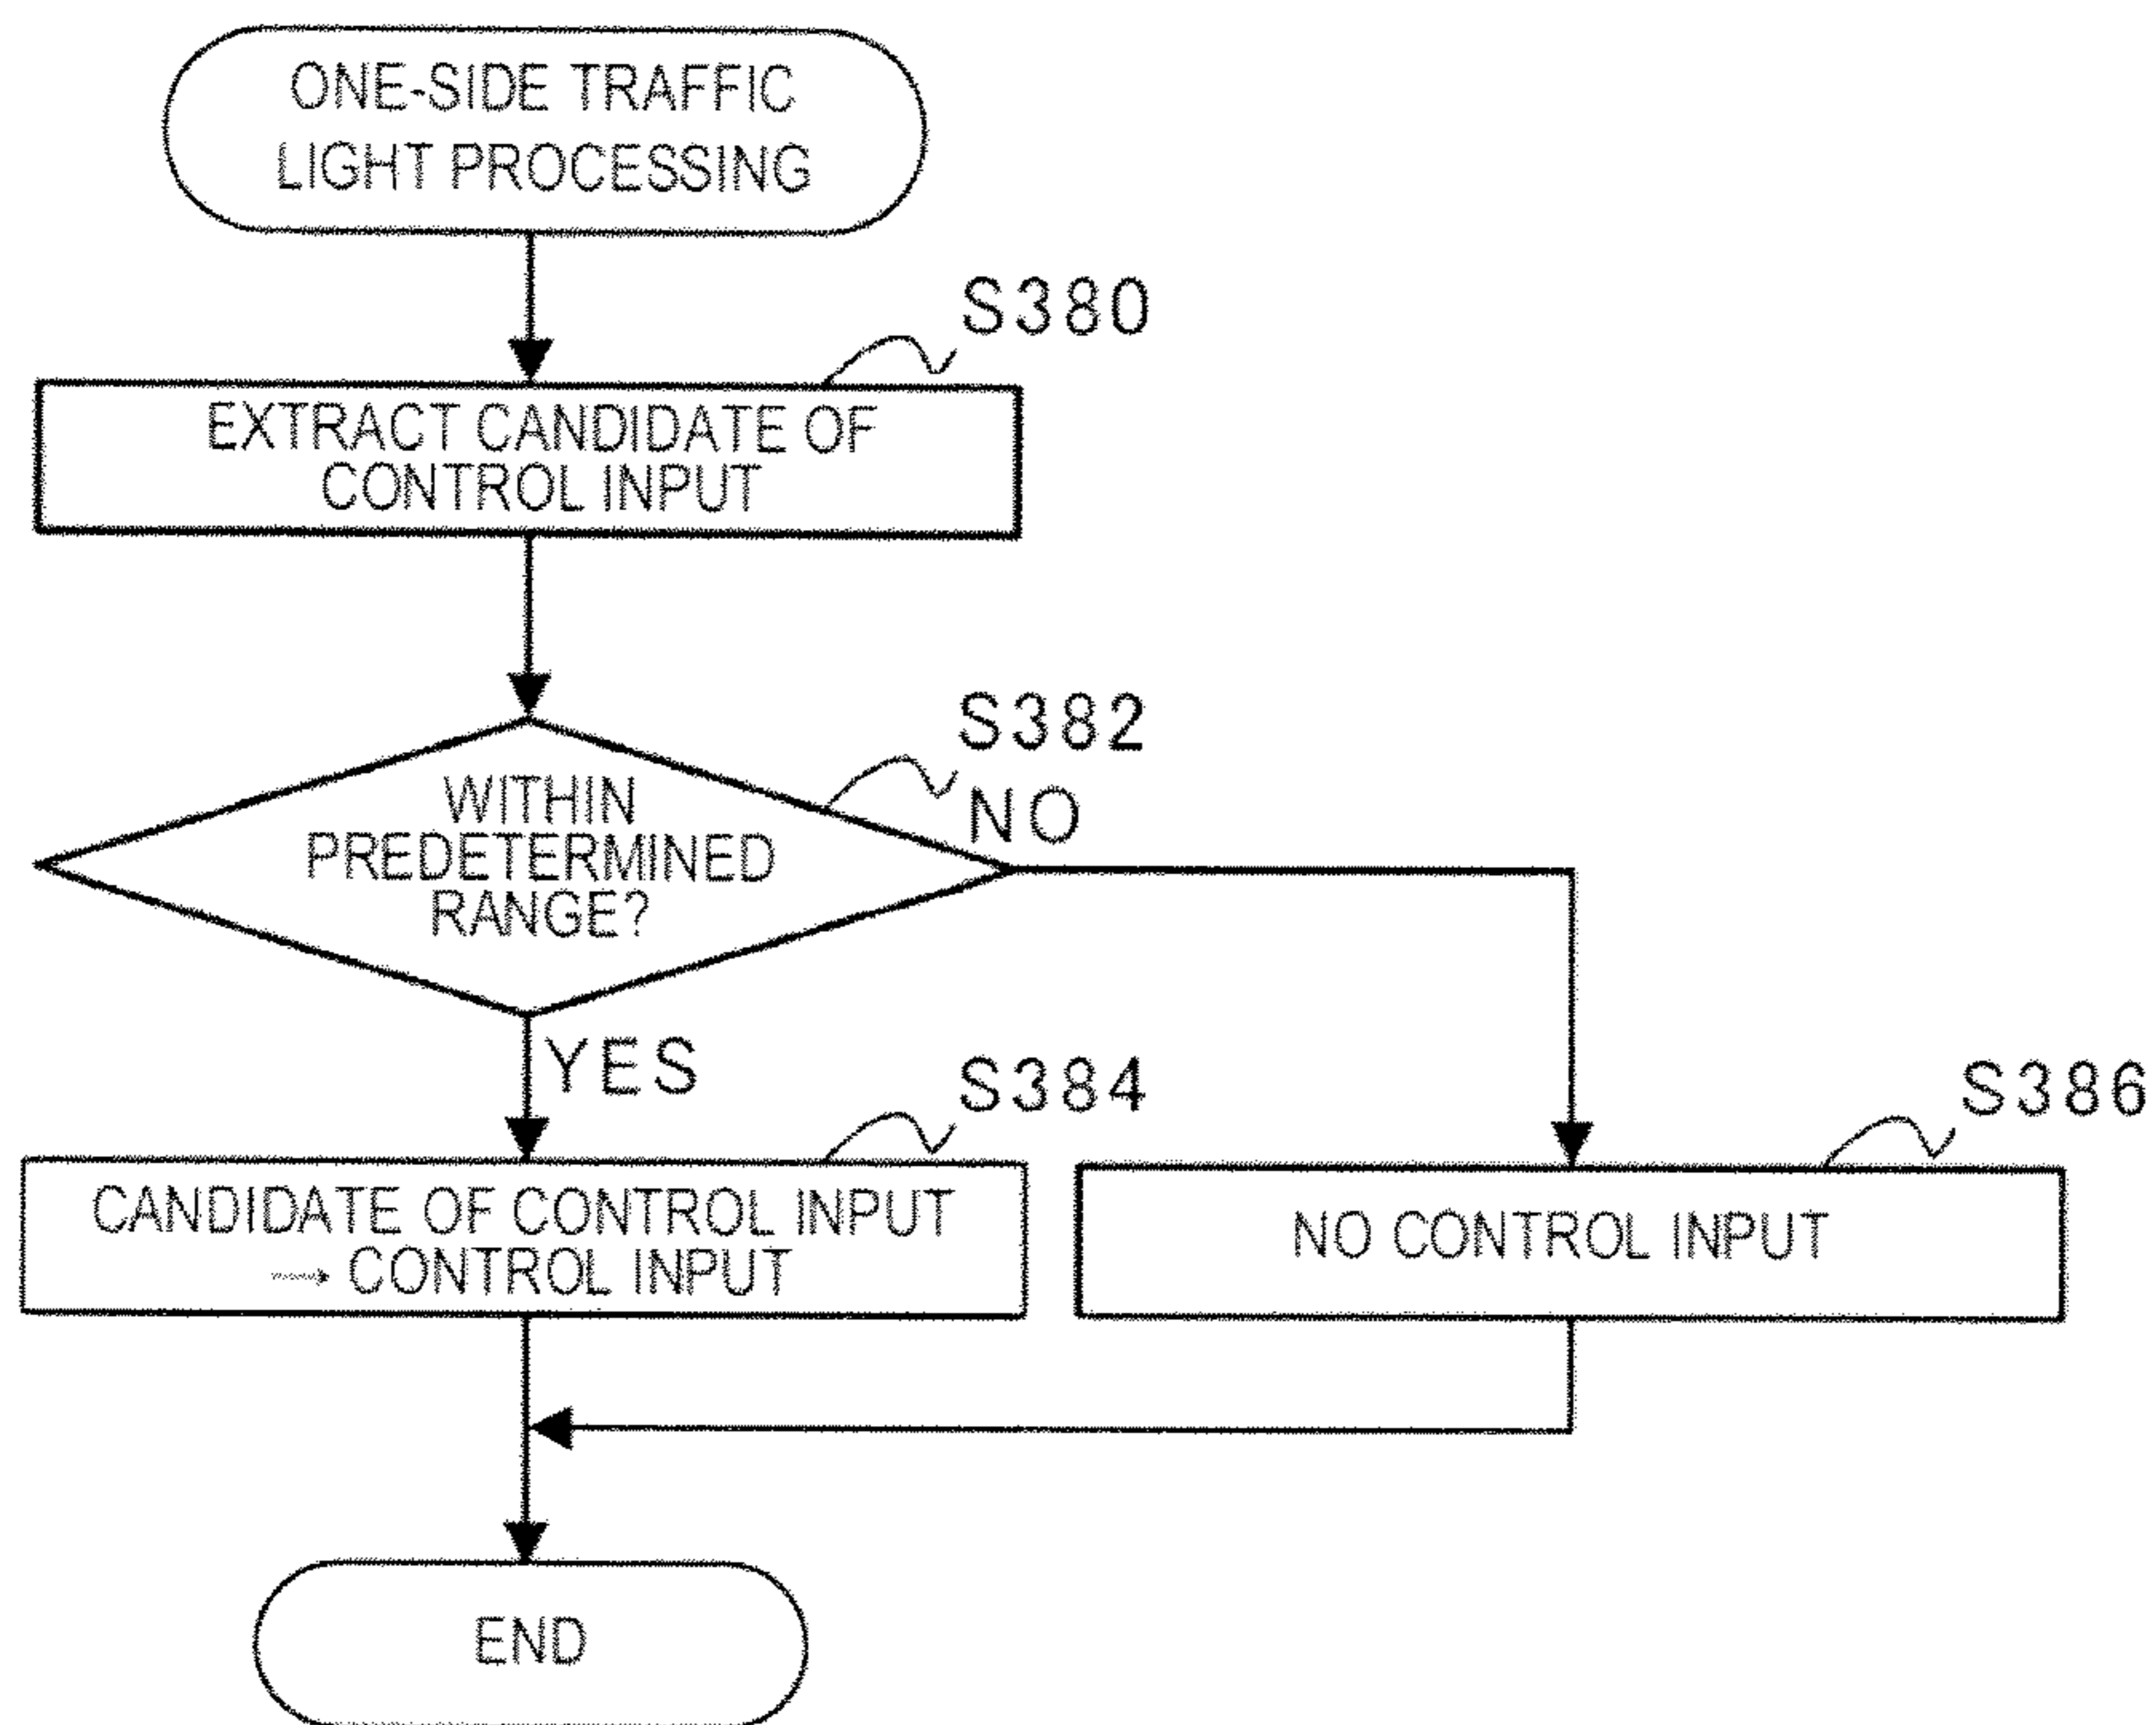 ONE-SIDE TRAFFIC
LIGHT PROCESSING
S380
EXTRACT CANDIDATE OF
CONTROL INPUT
S382
NO
WITHIN
PREDETERMINED
RANGE?
YES
S384
CANDIDATE OF CONTROL INPUT
→ CONTROL INPUT
S386
NO CONTROL INPUT
END